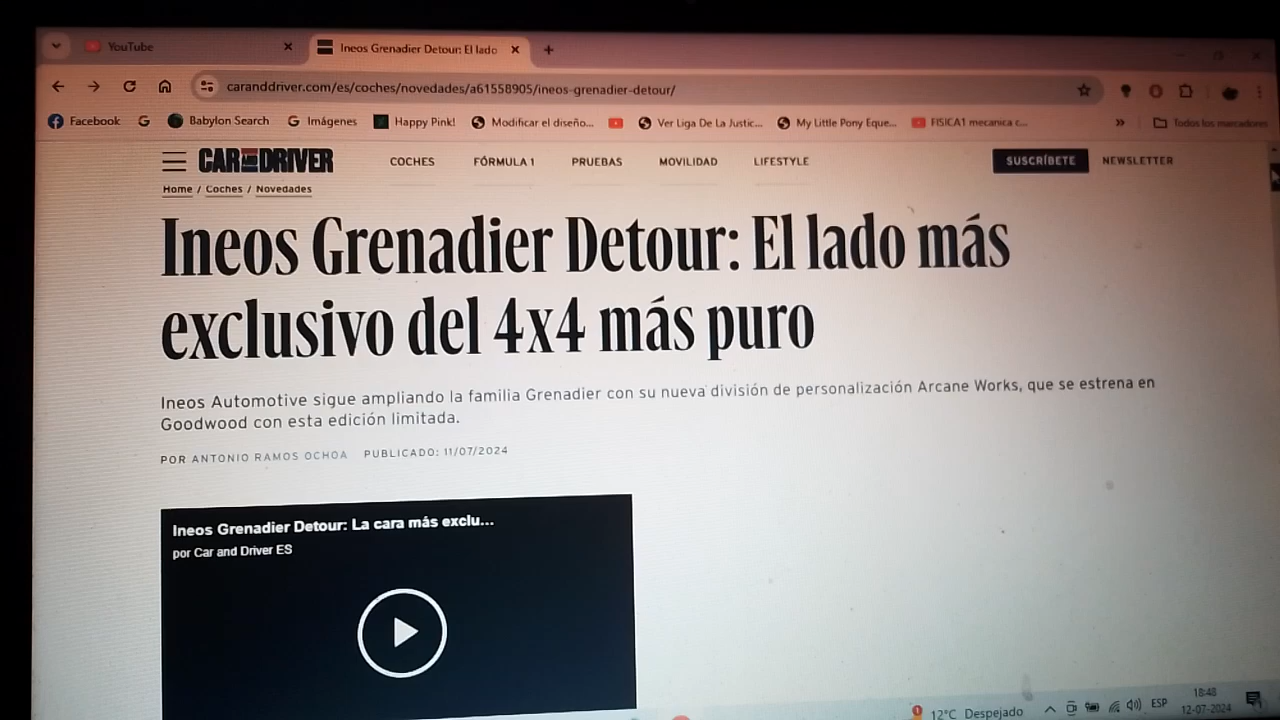 YouTube
Ineos Grenadier Detour: El lado
caranddriver.com/es/coches/novedades/a61558905/ineos-grenadier-detour/
Facebook Babylon Search Imágenes Happy Pink! Modificar el diseño... Ver Liga De La Justic... My Little Pony Eque... FISICA1 mecanica c... » Todos los marcadores
CAR AND DRIVER COCHES FÓRMULA 1 PRUEBAS MOVILIDAD LIFESTYLE SUSCRÍBETE NEWSLETTER
Home / Coches / Novedades
Ineos Grenadier Detour: El lado más
exclusivo del 4x4 más puro
Ineos Automotive sigue ampliando la familia Grenadier con su nueva división de personalización Arcane Works, que se estrena en
Goodwood con esta edición limitada.
POR ANTONIO RAMOS OCHOA PUBLICADO: 11/07/2024
Ineos Grenadier Detour: La cara más exclu...
por Car and Driver ES
12°C Despejado ESP 18:48
12-07-2024